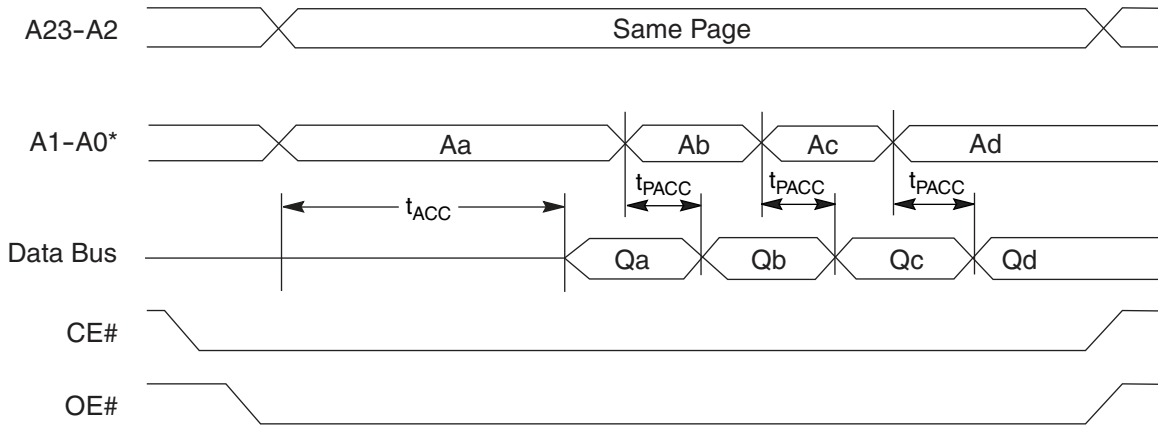 A23–A2 Same Page
A1–A0* Aa Ab Ac Ad
tACC tPACC tPACC tPACC
Data Bus Qa Qb Qc Qd
CE#
OE#